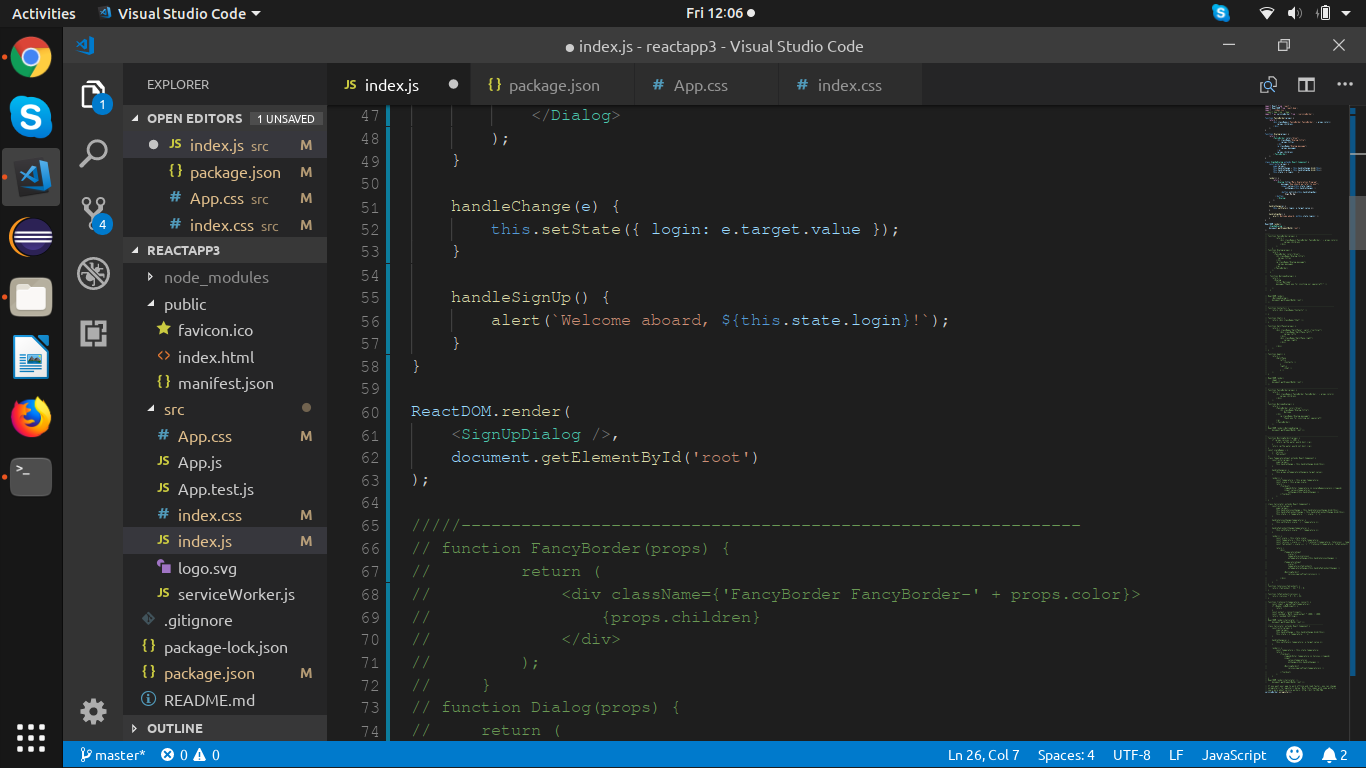 Activities Visual Studio Code Fri 12:06
index.js - reactapp3 - Visual Studio Code
EXPLORER
OPEN EDITORS 1 UNSAVED
JS index.js src M
{} package.json M
# App.css src M
# index.css src M
REACTAPP3
node_modules
public
favicon.ico
<> index.html
{} manifest.json
src
# App.css M
JS App.js
JS App.test.js
# index.css M
JS index.js M
logo.svg
JS serviceWorker.js
.gitignore
{} package-lock.json
{} package.json M
README.md
OUTLINE
1
4
JS index.js {} package.json # App.css # index.css
47 </Dialog>
48 );
49 }
50
51 handleChange(e) {
52 this.setState({ login: e.target.value });
53 }
54
55 handleSignUp() {
56 alert(`Welcome aboard, ${this.state.login}!`);
57 }
58 }
59
60 ReactDOM.render(
61 <SignUpDialog />,
62 document.getElementById('root')
63 );
64
65 /////--------------------------------------------------------------
66 // function FancyBorder(props) {
67 // return (
68 // <div className={'FancyBorder FancyBorder-' + props.color}>
69 // {props.children}
70 // </div>
71 // );
72 // }
73 // function Dialog(props) {
74 // return (
master* 0 0 Ln 26, Col 7 Spaces: 4 UTF-8 LF JavaScript 2